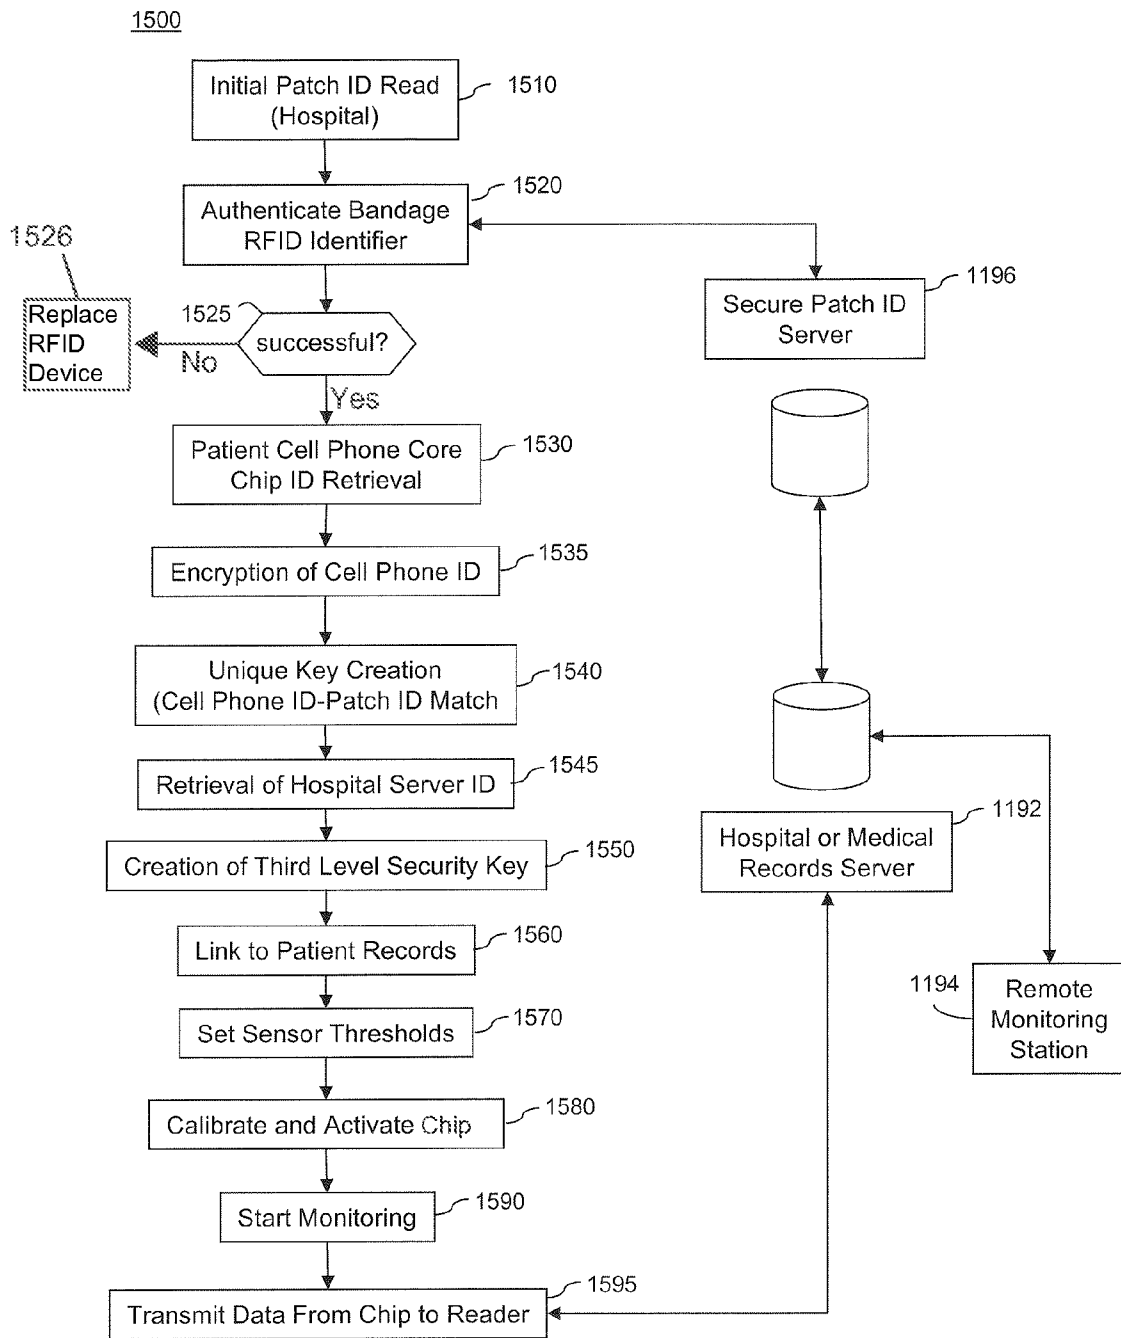 1500
Initial Patch ID Read
(Hospital)
1510
Authenticate Bandage
RFID Identifier
1520
1526
Replace
RFID
Device
1525
successful?
No
Yes
Secure Patch ID
Server
1196
Patient Cell Phone Core
Chip ID Retrieval
1530
Encryption of Cell Phone ID
1535
Unique Key Creation
(Cell Phone ID-Patch ID Match
1540
Retrieval of Hospital Server ID
1545
Creation of Third Level Security Key
1550
Hospital or Medical
Records Server
1192
Link to Patient Records
1560
Set Sensor Thresholds
1570
1194
Remote
Monitoring
Station
Calibrate and Activate Chip
1580
Start Monitoring
1590
Transmit Data From Chip to Reader
1595